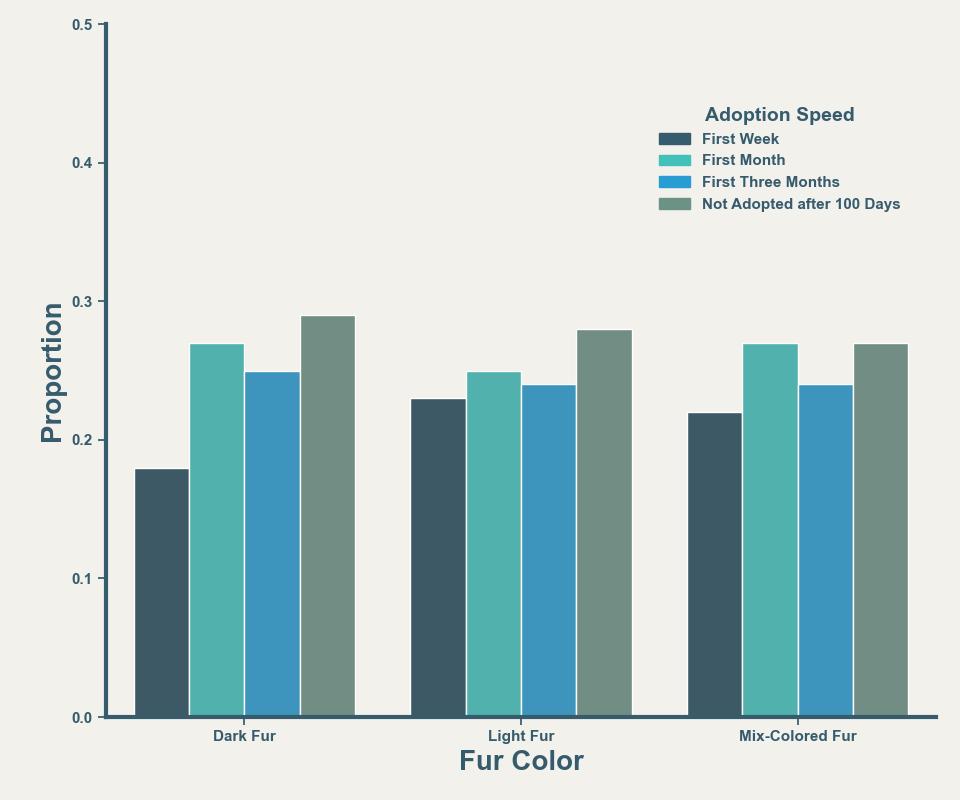 0.5
0.4
0.3
0.2
0.1
0.0
Proportion
Adoption Speed
First Week
First Month
First Three Months
Not Adopted after 100 Days
Dark Fur
Light Fur
Mix-Colored Fur
Fur Color